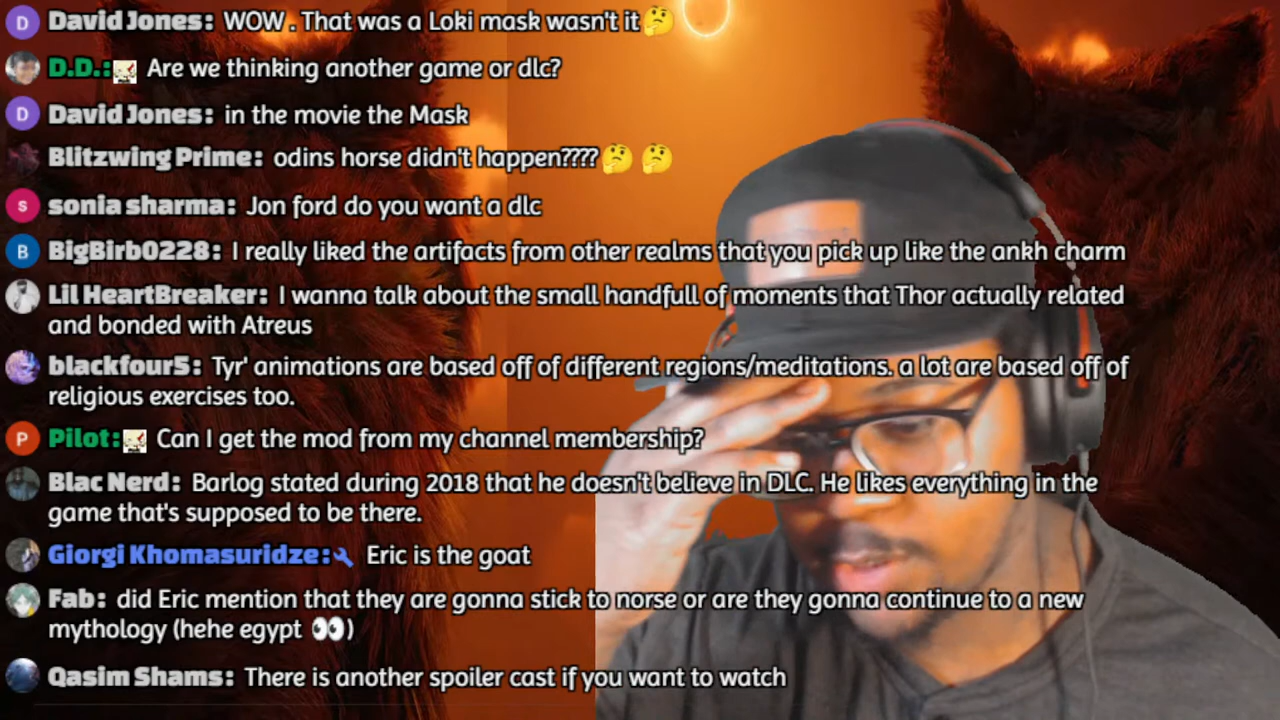 David Jones: WOW . That was a Loki mask wasn't it🤔
D.D.: Are we thinking another game or dlc?
David Jones: in the movie the Mask
Blitzwing Prime: odins horse didn't happen????🤔 🤔
sonia sharma: Jon ford do you want a dlc
BigBirb0228: I really liked the artifacts from other realms that you pick up like the ankh charm
Lil HeartBreaker: I wanna talk about the small handfull of moments that Thor actually related
and bonded with Atreus
blackfour5: Tyr' animations are based off of different regions/meditations. a lot are based off of
religious exercises too.
Pilot: Can I get the mod from my channel membership?
Blac Nerd: Barlog stated during 2018 that he doesn't believe in DLC. He likes everything in the
game that's supposed to be there.
Giorgi Khomasuridze: Eric is the goat
Fab: did Eric mention that they are gonna stick to norse or are they gonna continue to a new
mythology (hehe egypt 👀)
Qasim Shams: There is another spoiler cast if you want to watch